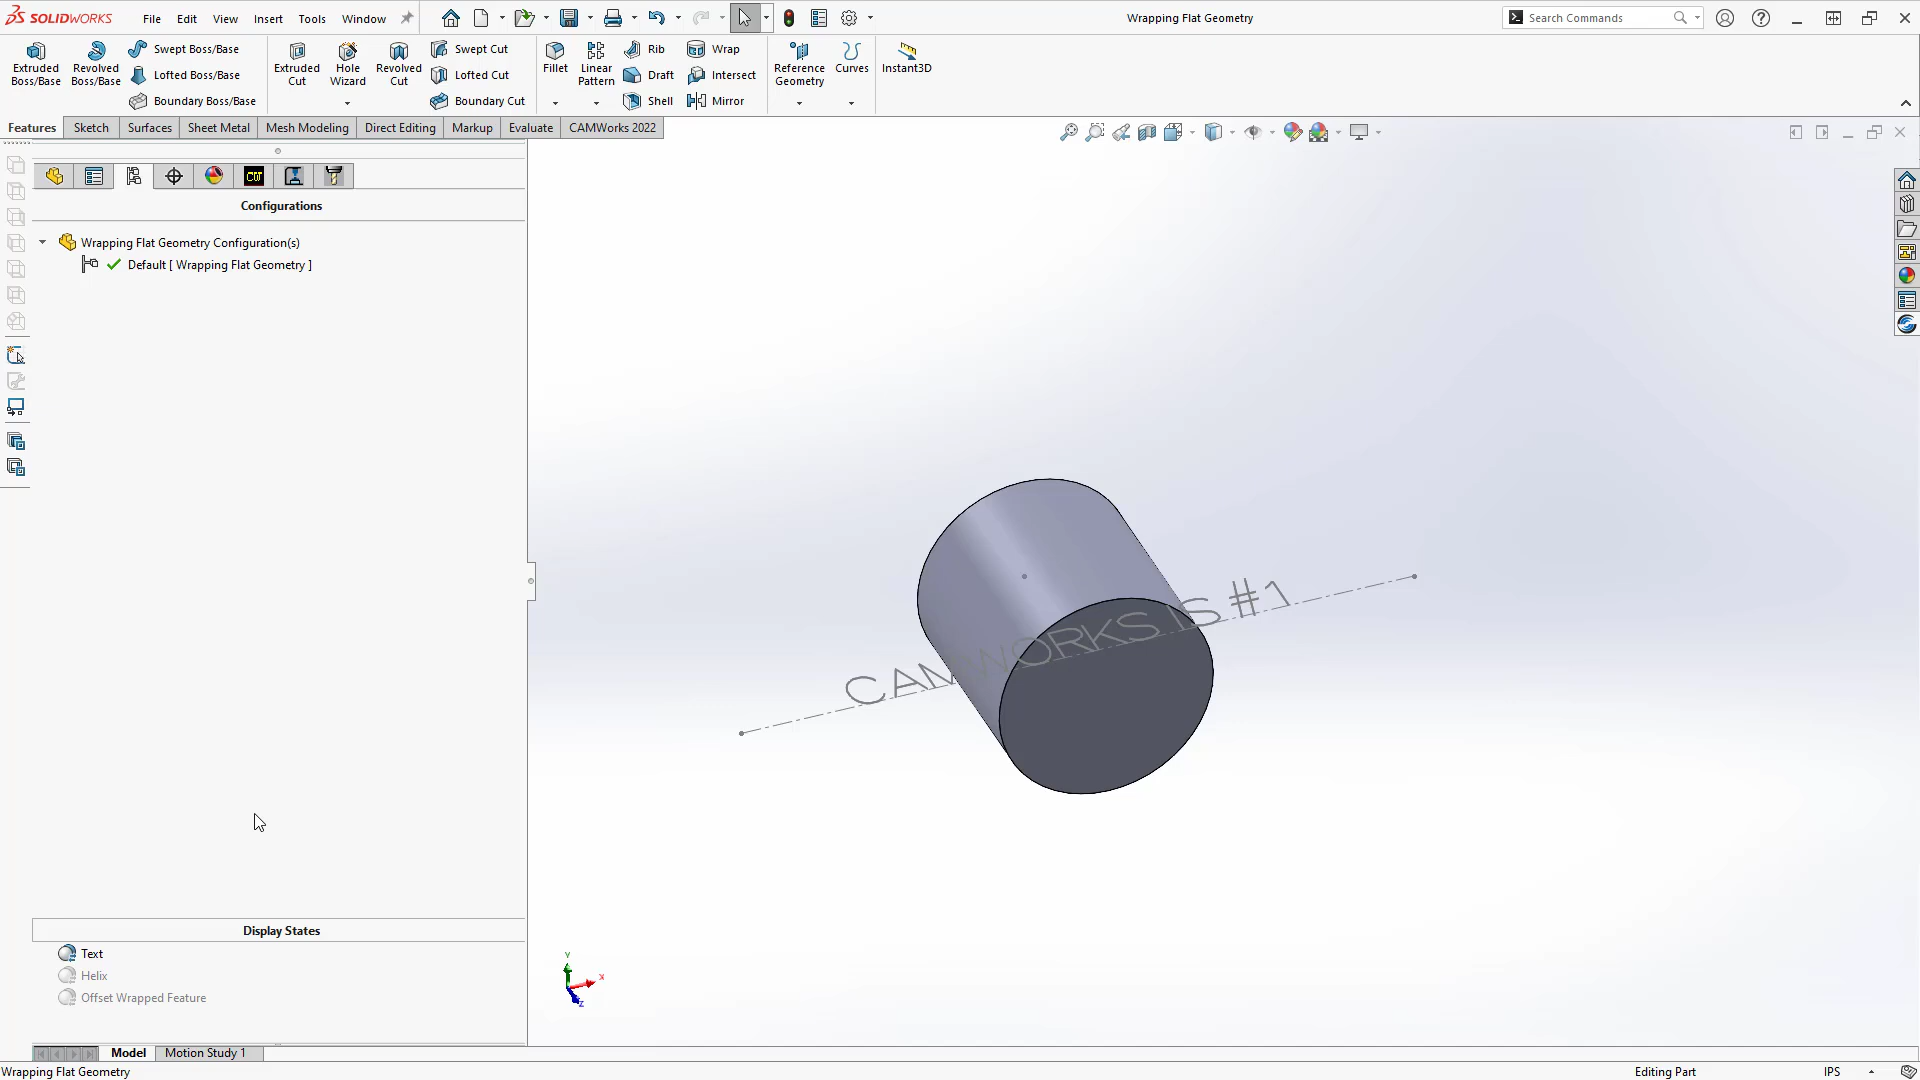 SOLIDWORKS File Edit View Insert Tools Window Wrapping Flat Geometry Search Commands
Extruded Boss/Base
Revolved Boss/Base
Swept Boss/Base
Lofted Boss/Base
Boundary Boss/Base
Extruded Cut
Hole Wizard
Revolved Cut
Swept Cut
Lofted Cut
Boundary Cut
Fillet
Linear Pattern
Rib
Draft
Shell
Wrap
Intersect
Mirror
Reference Geometry
Curves
Instant3D
Features Sketch Surfaces Sheet Metal Mesh Modeling Direct Editing Markup Evaluate CAMWorks 2022
CW
Configurations
Wrapping Flat Geometry Configuration(s)
Default [ Wrapping Flat Geometry ]
CAMWORKS IS #1
Display States
Text
Helix
Offset Wrapped Feature
Y
X
Z
Model Motion Study 1
Wrapping Flat Geometry Editing Part IPS